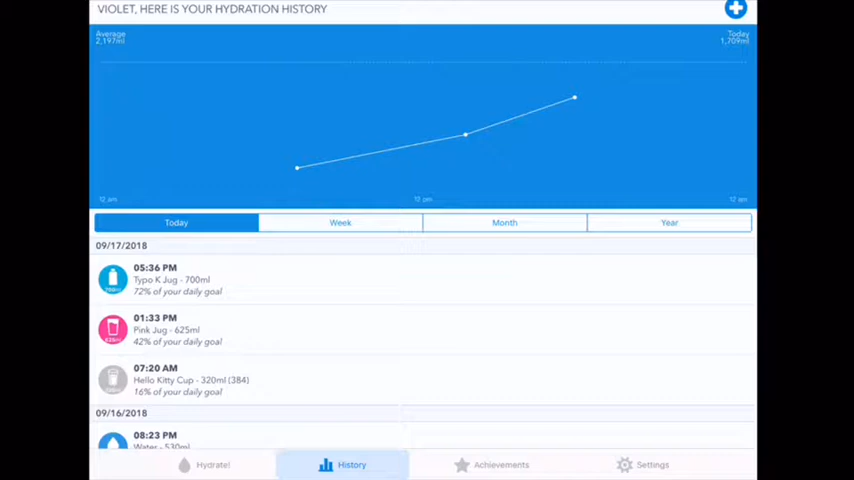 VIOLET, HERE IS YOUR HYDRATION HISTORY
Average
2,197ml
Today
1,709ml
12 am
12 pm
12 am
Today
Week
Month
Year
09/17/2018
05:36 PM
Typo K Jug - 700ml
72% of your daily goal
01:33 PM
Pink Jug - 625ml
42% of your daily goal
07:20 AM
Hello Kitty Cup - 320ml (384)
16% of your daily goal
09/16/2018
08:23 PM
Water - 530ml
Hydrate!
History
Achievements
Settings